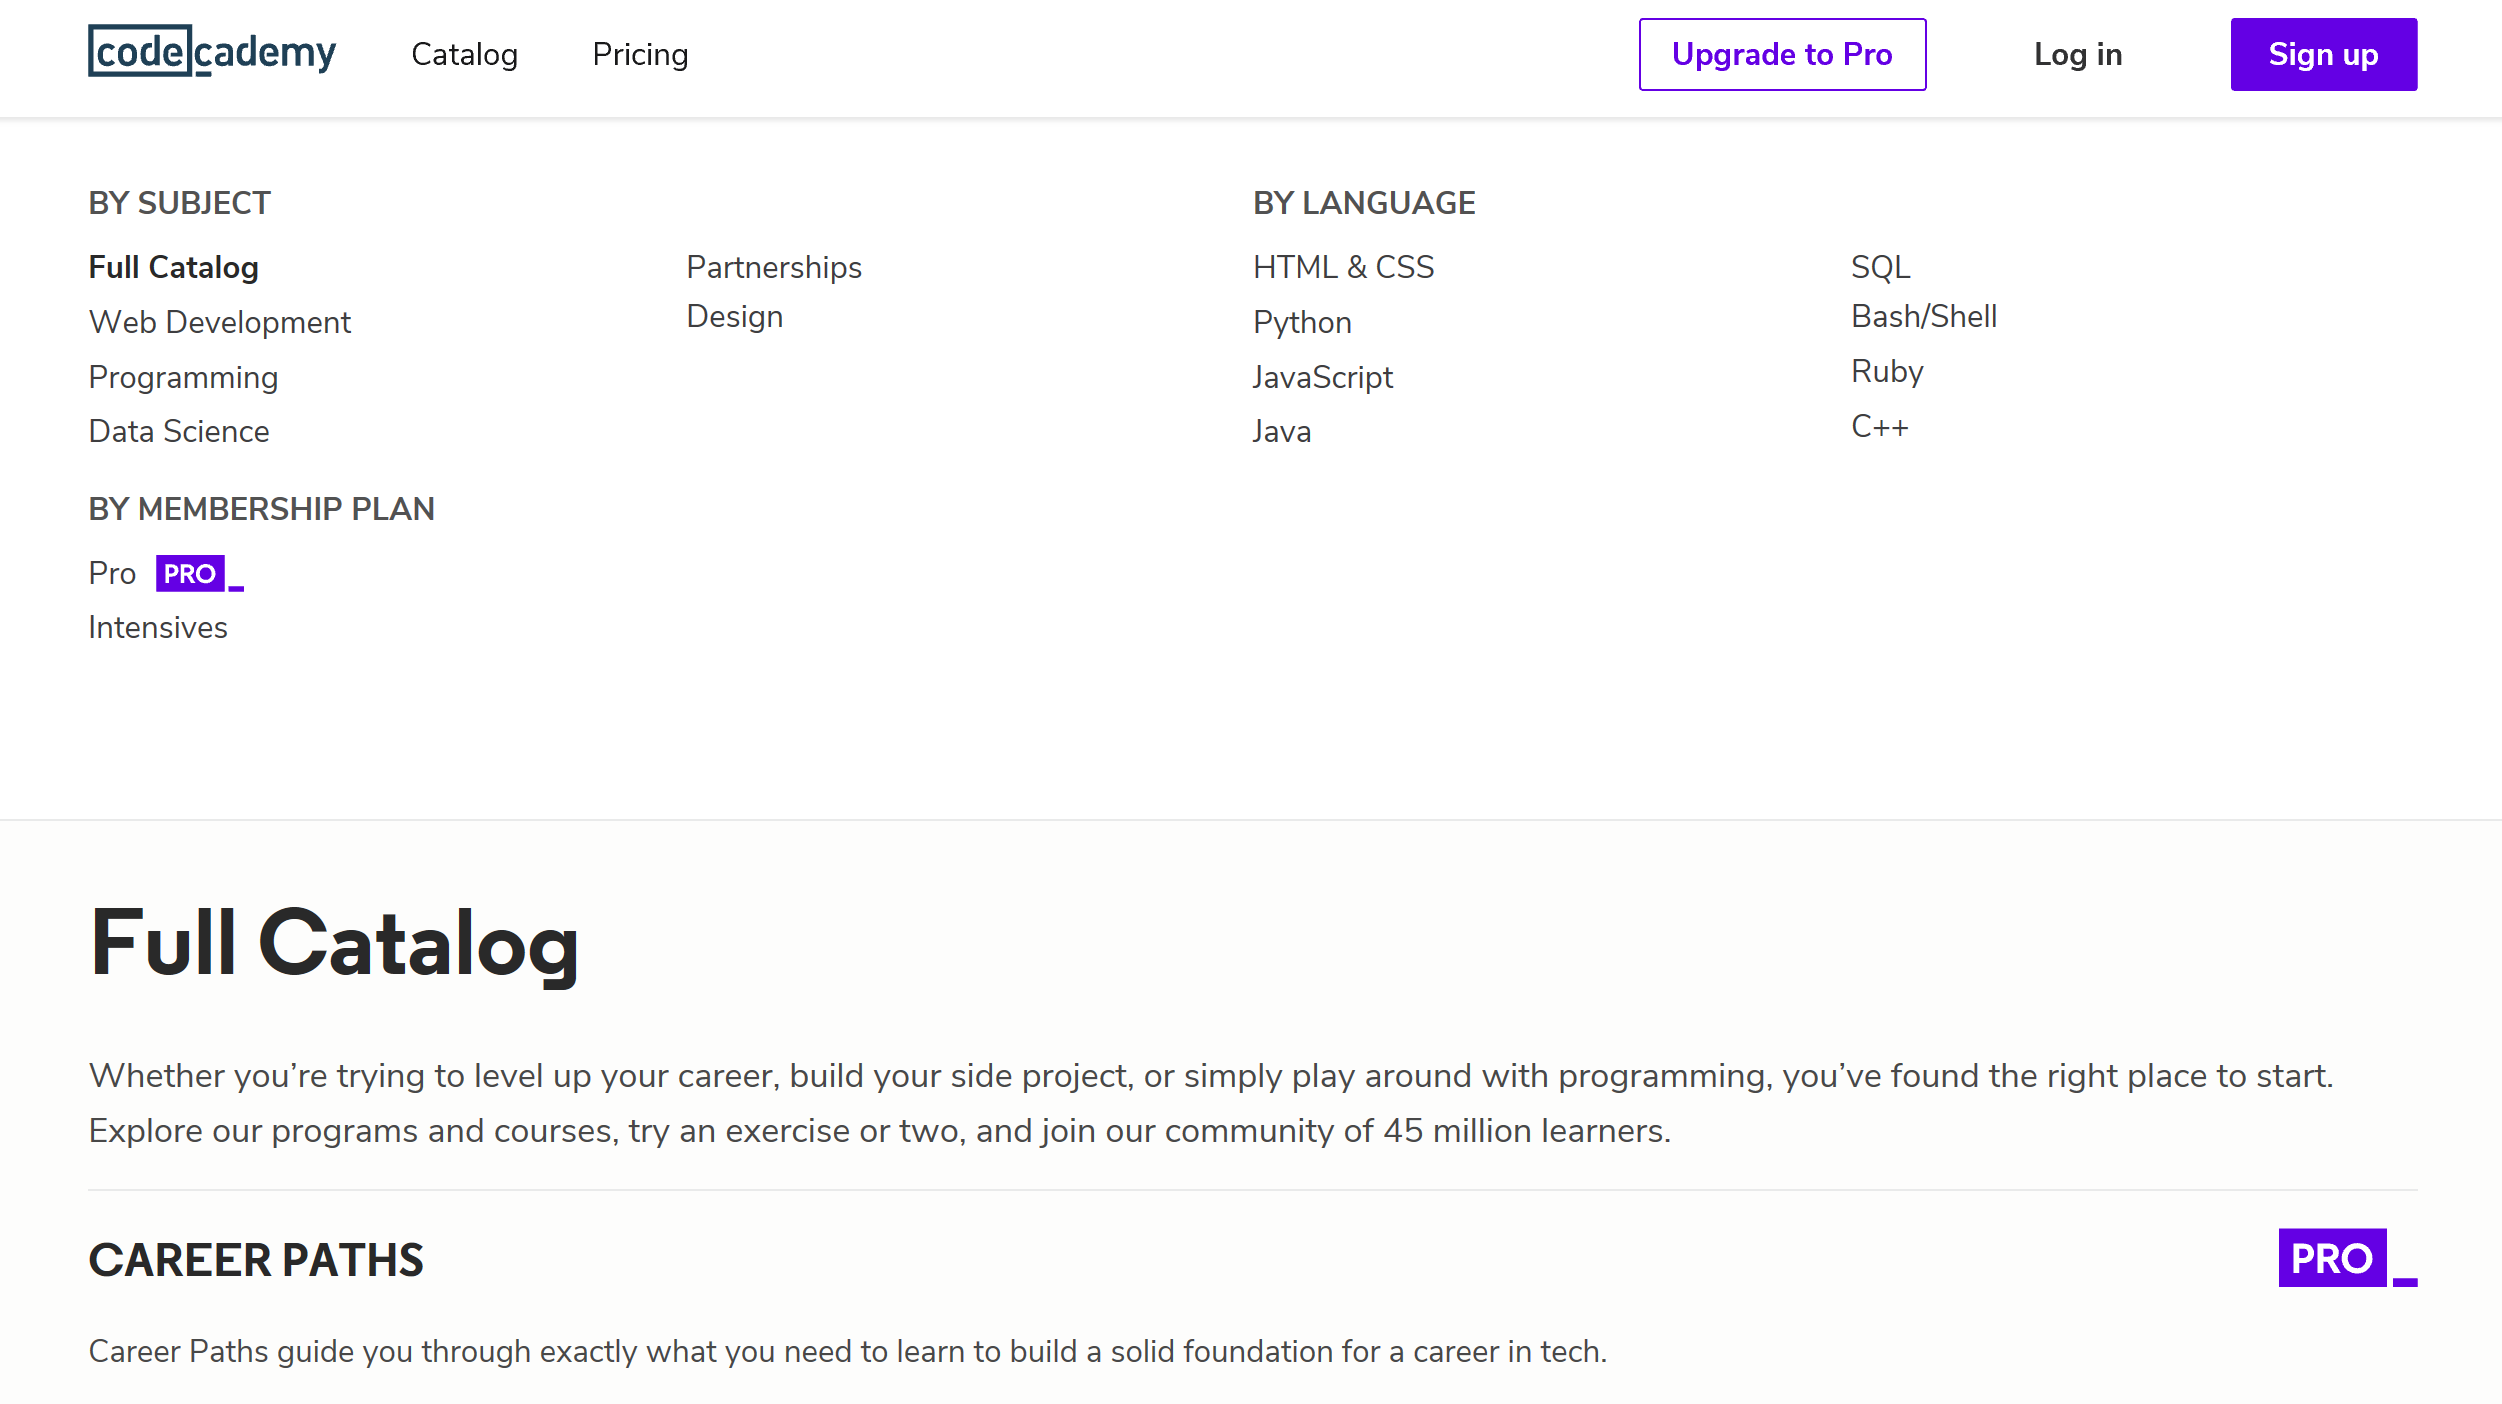 codecademy
Catalog
Pricing
Upgrade to Pro
Log in
Sign up
BY SUBJECT
Full Catalog
Web Development
Programming
Data Science
Partnerships
Design
BY LANGUAGE
HTML & CSS
Python
JavaScript
Java
SQL
Bash/Shell
Ruby
C++
BY MEMBERSHIP PLAN
Pro PRO_
Intensives
Full Catalog
Whether you’re trying to level up your career, build your side project, or simply play around with programming, you’ve found the right place to start.
Explore our programs and courses, try an exercise or two, and join our community of 45 million learners.
CAREER PATHS
PRO_
Career Paths guide you through exactly what you need to learn to build a solid foundation for a career in tech.